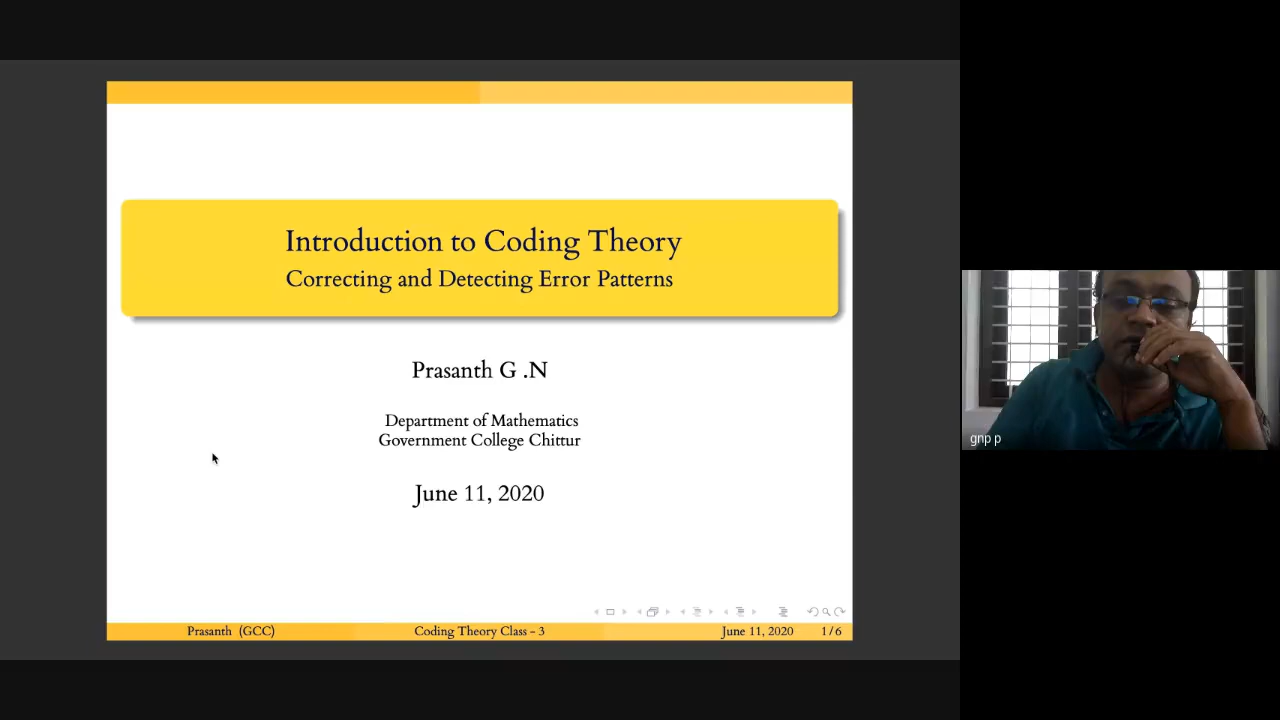 Introduction to Coding Theory
Correcting and Detecting Error Patterns
Prasanth G .N
Department of Mathematics
Government College Chittur
June 11, 2020
Prasanth (GCC) Coding Theory Class - 3 June 11, 2020 1 / 6
gnp p